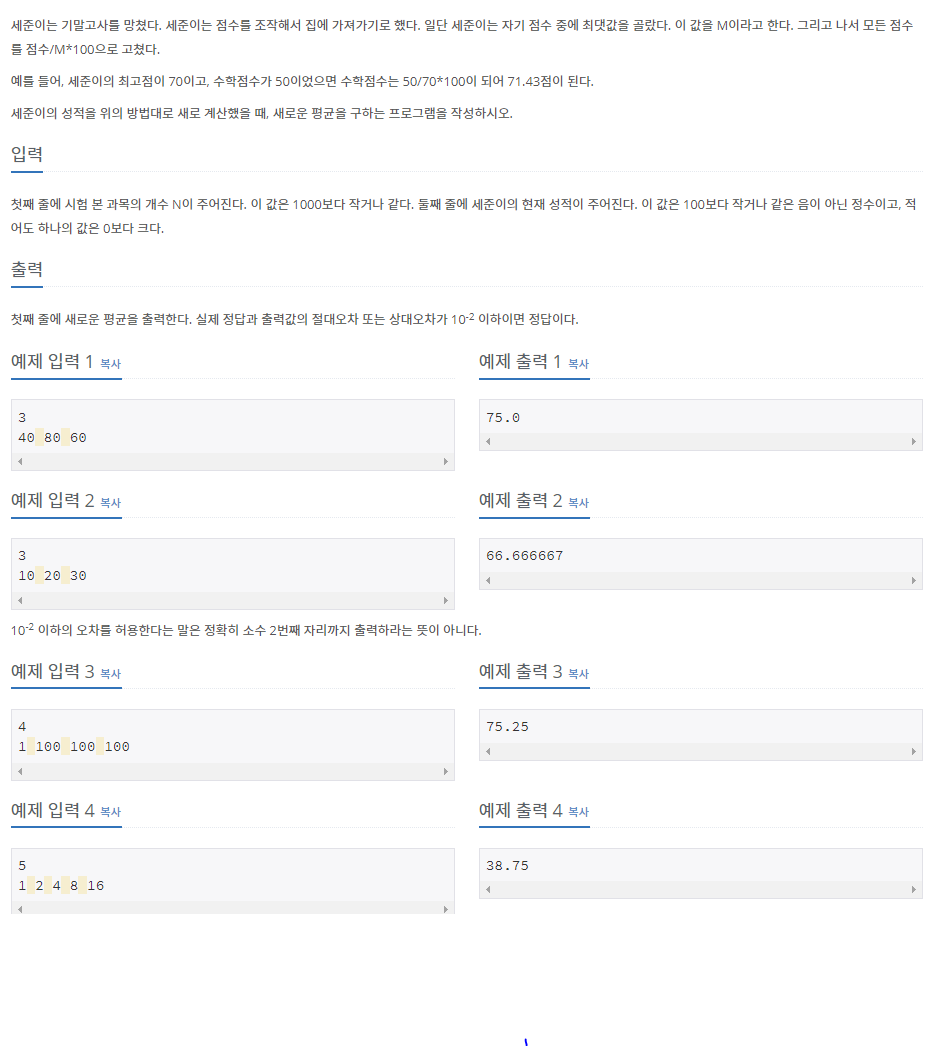 세준이는 기말고사를 망쳤다. 세준이는 점수를 조작해서 집에 가져가기로 했다. 일단 세준이는 자기 점수 중에 최댓값을 골랐다. 이 값을 M이라고 한다. 그리고 나서 모든 점수
를 점수/M*100으로 고쳤다.
예를 들어, 세준이의 최고점이 70이고, 수학점수가 50이었으면 수학점수는 50/70*100이 되어 71.43점이 된다.
세준이의 성적을 위의 방법대로 새로 계산했을 때, 새로운 평균을 구하는 프로그램을 작성하시오.
입력
첫째 줄에 시험 본 과목의 개수 N이 주어진다. 이 값은 1000보다 작거나 같다. 둘째 줄에 세준이의 현재 성적이 주어진다. 이 값은 100보다 작거나 같은 음이 아닌 정수이고, 적
어도 하나의 값은 0보다 크다.
출력
첫째 줄에 새로운 평균을 출력한다. 실제 정답과 출력값의 절대오차 또는 상대오차가 10-2 이하이면 정답이다.
예제 입력 1 복사
3
40 80 60
예제 출력 1 복사
75.0
예제 입력 2 복사
3
10 20 30
예제 출력 2 복사
66.666667
10-2 이하의 오차를 허용한다는 말은 정확히 소수 2번째 자리까지 출력하라는 뜻이 아니다.
예제 입력 3 복사
4
1 100 100 100
예제 출력 3 복사
75.25
예제 입력 4 복사
5
1 2 4 8 16
예제 출력 4 복사
38.75